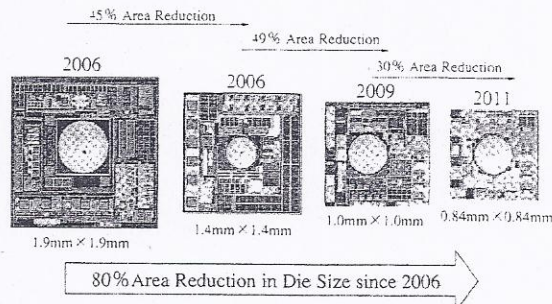 45% Area Reduction
49% Area Reduction
30% Area Reduction
2006
2006
2009
2011
1.9mm×1.9mm
1.4mm×1.4mm
1.0mm×1.0mm
0.84mm×0.84mm
80%Area Reduction in Die Size since 2006